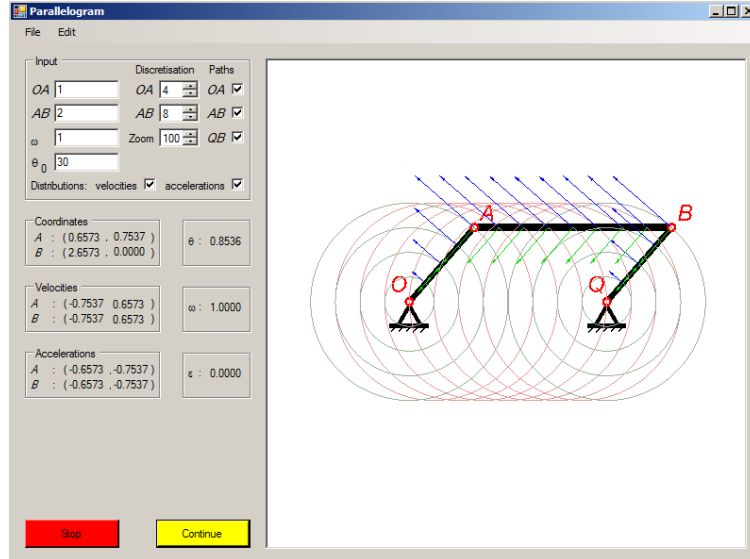 Parallelogram
File Edit
Input
Discretisation Paths
OA 1 OA 4 OA
AB 2 AB 8 AB
ω 1 Zoom 100 QB
θ0 30
Distributions: velocities accelerations
Coordinates
A : ( 0.6573 , 0.7537 )
B : ( 2.6573 , 0.0000 )
θ : 0.8536
Velocities
A : (-0.7537 0.6573 )
B : (-0.7537 0.6573 )
ω : 1.0000
Accelerations
A : (-0.6573 ,-0.7537 )
B : (-0.6573 ,-0.7537 )
ε : 0.0000
Stop Continue
A B
O Q